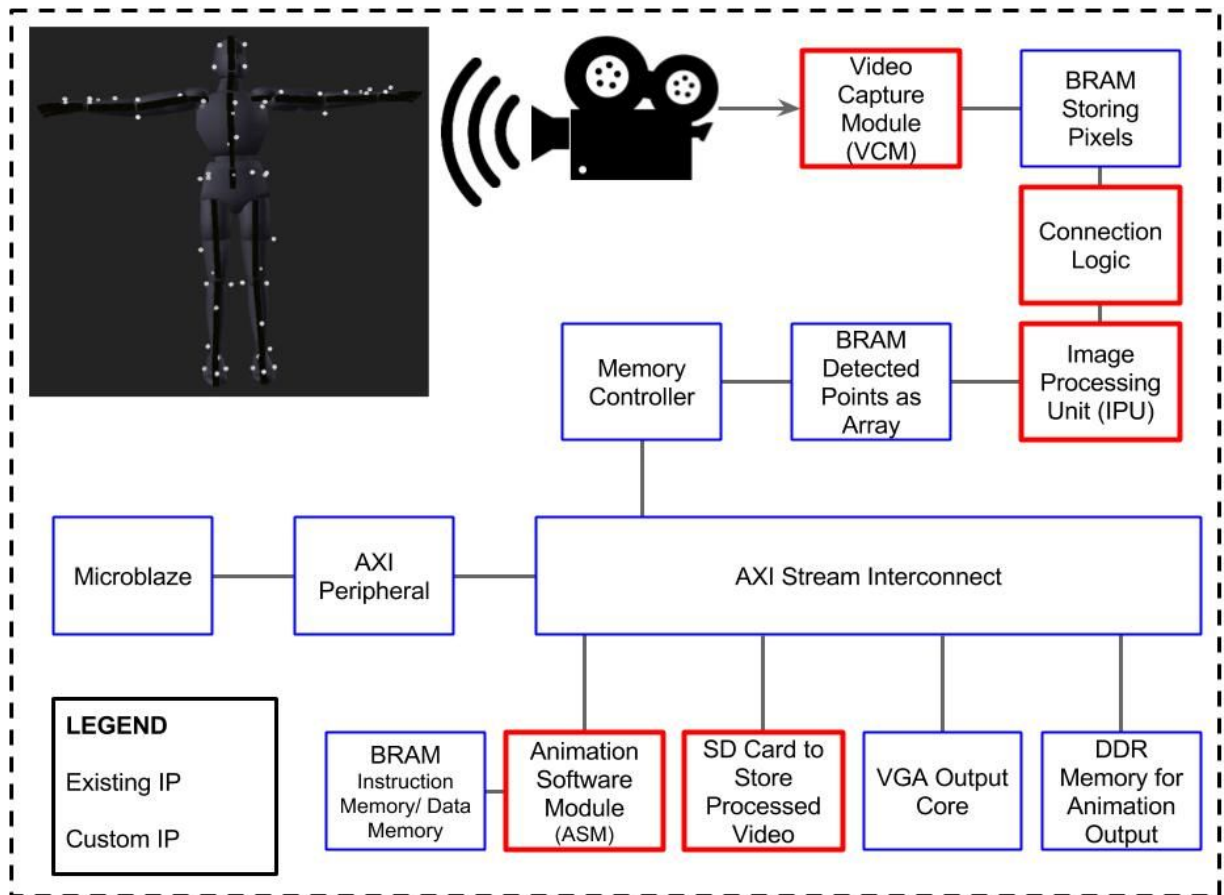 Video
Capture
Module
(VCM)
BRAM
Storing
Pixels
Connection
Logic
Memory
Controller
BRAM
Detected
Points as
Array
Image
Processing
Unit (IPU)
Microblaze
AXI
Peripheral
AXI Stream Interconnect
LEGEND
Existing IP
Custom IP
BRAM
Instruction
Memory/ Data
Memory
Animation
Software
Module
(ASM)
SD Card to
Store
Processed
Video
VGA Output
Core
DDR
Memory for
Animation
Output